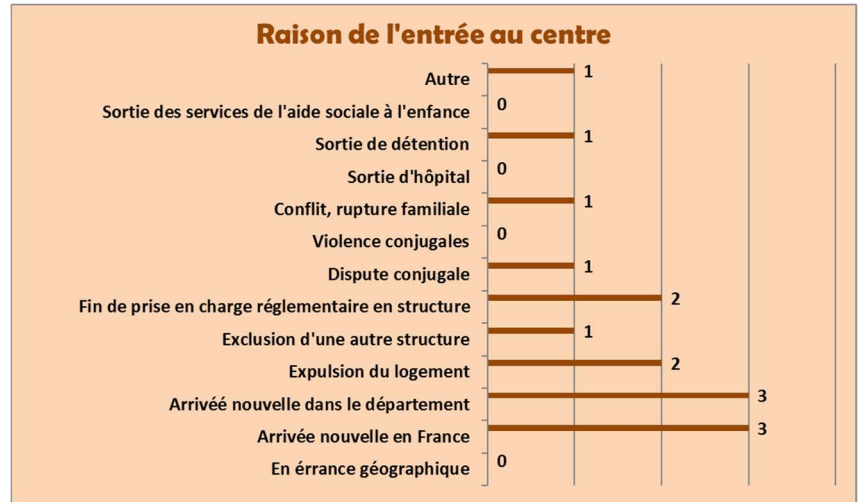 Raison de l'entrée au centre
Autre 1
Sortie des services de l'aide sociale à l'enfance 0
Sortie de détention 1
Sortie d'hôpital 0
Conflit, rupture familiale 1
Violence conjugales 0
Dispute conjugale 1
Fin de prise en charge réglementaire en structure 2
Exclusion d'une autre structure 1
Expulsion du logement 2
Arrivéé nouvelle dans le département 3
Arrivée nouvelle en France 3
En érrance géographique 0